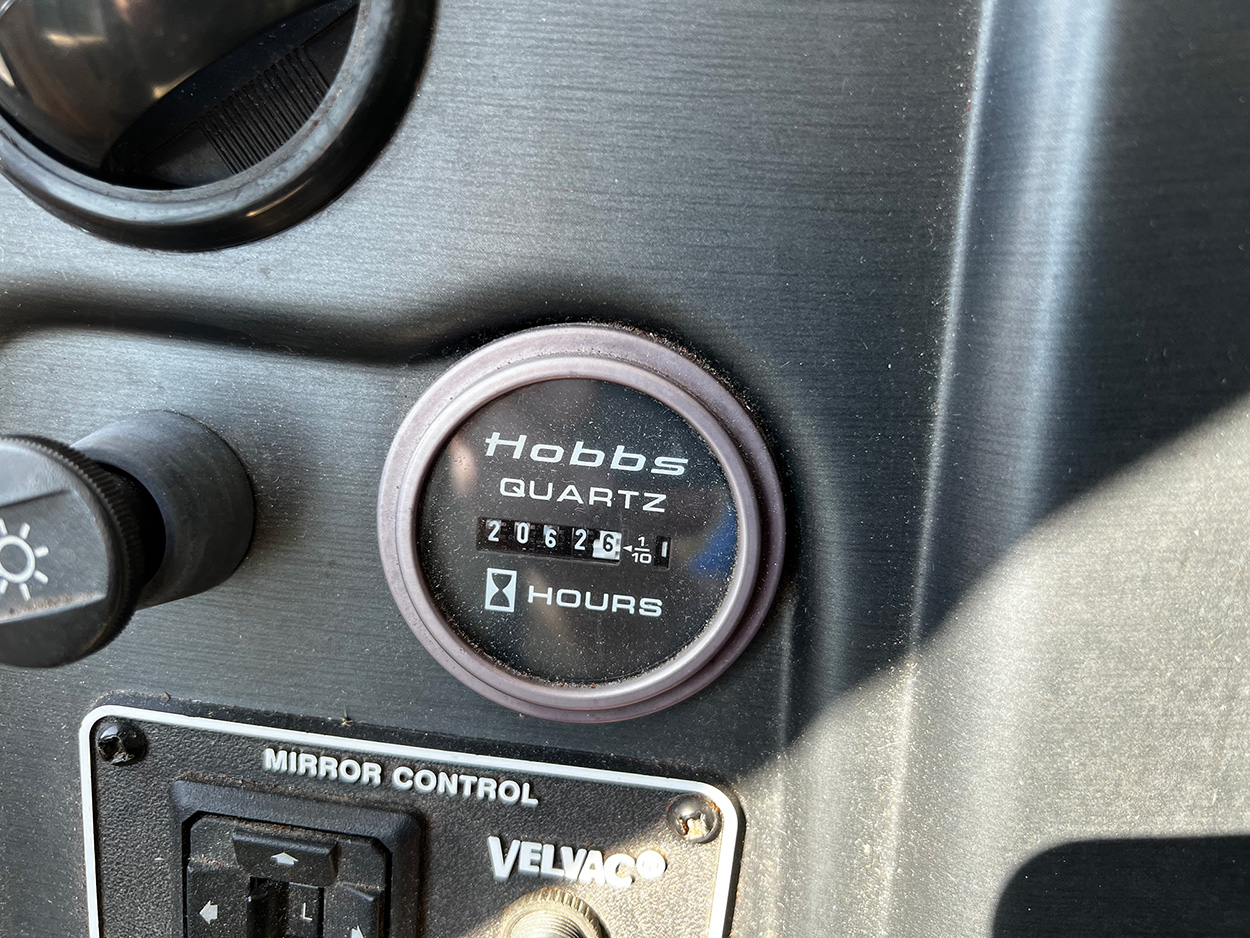 Hobbs
QUARTZ
20626 1/10
HOURS
MIRROR CONTROL
VELVAC®
L